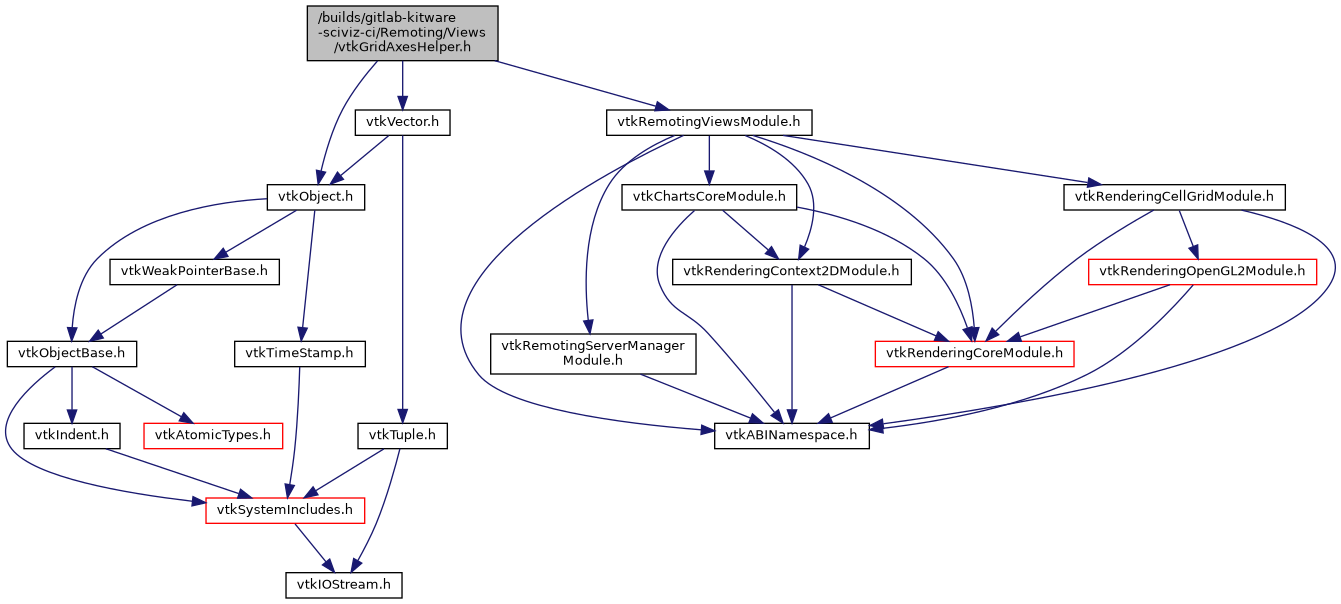 /builds/gitlab-kitware
-sciviz-ci/Remoting/Views
/vtkGridAxesHelper.h
vtkVector.h
vtkRemotingViewsModule.h
vtkObject.h
vtkChartsCoreModule.h
vtkRenderingCellGridModule.h
vtkWeakPointerBase.h
vtkRenderingContext2DModule.h
vtkRenderingOpenGL2Module.h
vtkObjectBase.h
vtkTimeStamp.h
vtkRemotingServerManager
Module.h
vtkRenderingCoreModule.h
vtkIndent.h
vtkAtomicTypes.h
vtkTuple.h
vtkABINamespace.h
vtkSystemIncludes.h
vtkIOStream.h